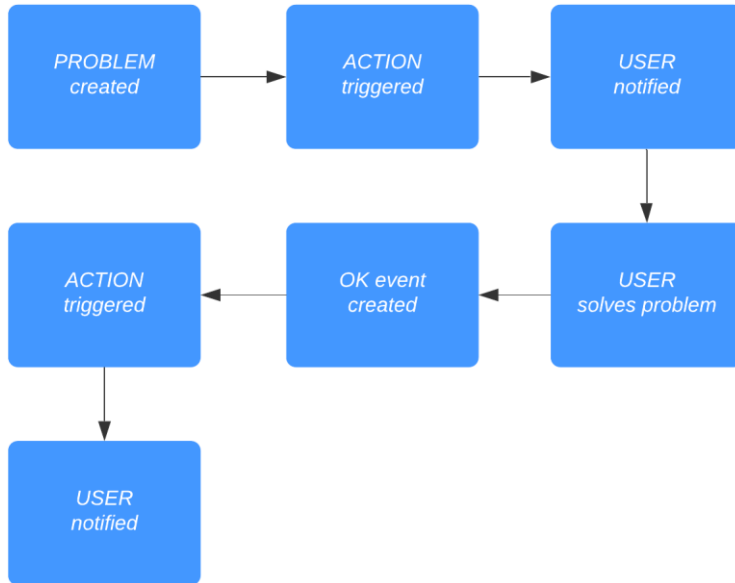 PROBLEM
created
ACTION
triggered
USER
notified
USER
solves problem
OK event
created
ACTION
triggered
USER
notified